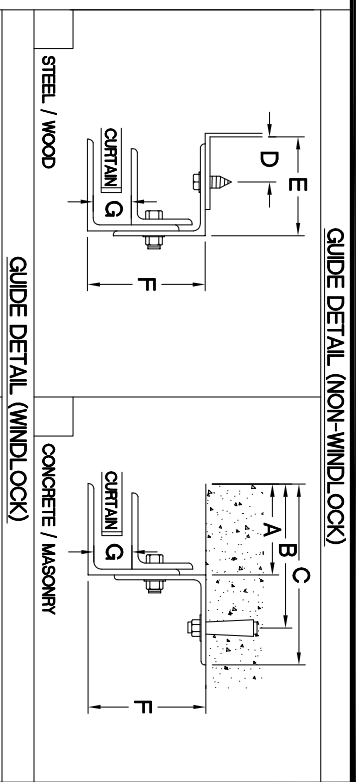 GUIDE DETAIL (NON-WINDLOCK)
E
D
CURTAIN
G
F
STEEL / WOOD
C
B
A
CURTAIN
G
F
CONCRETE / MASONRY
GUIDE DETAIL (WINDLOCK)